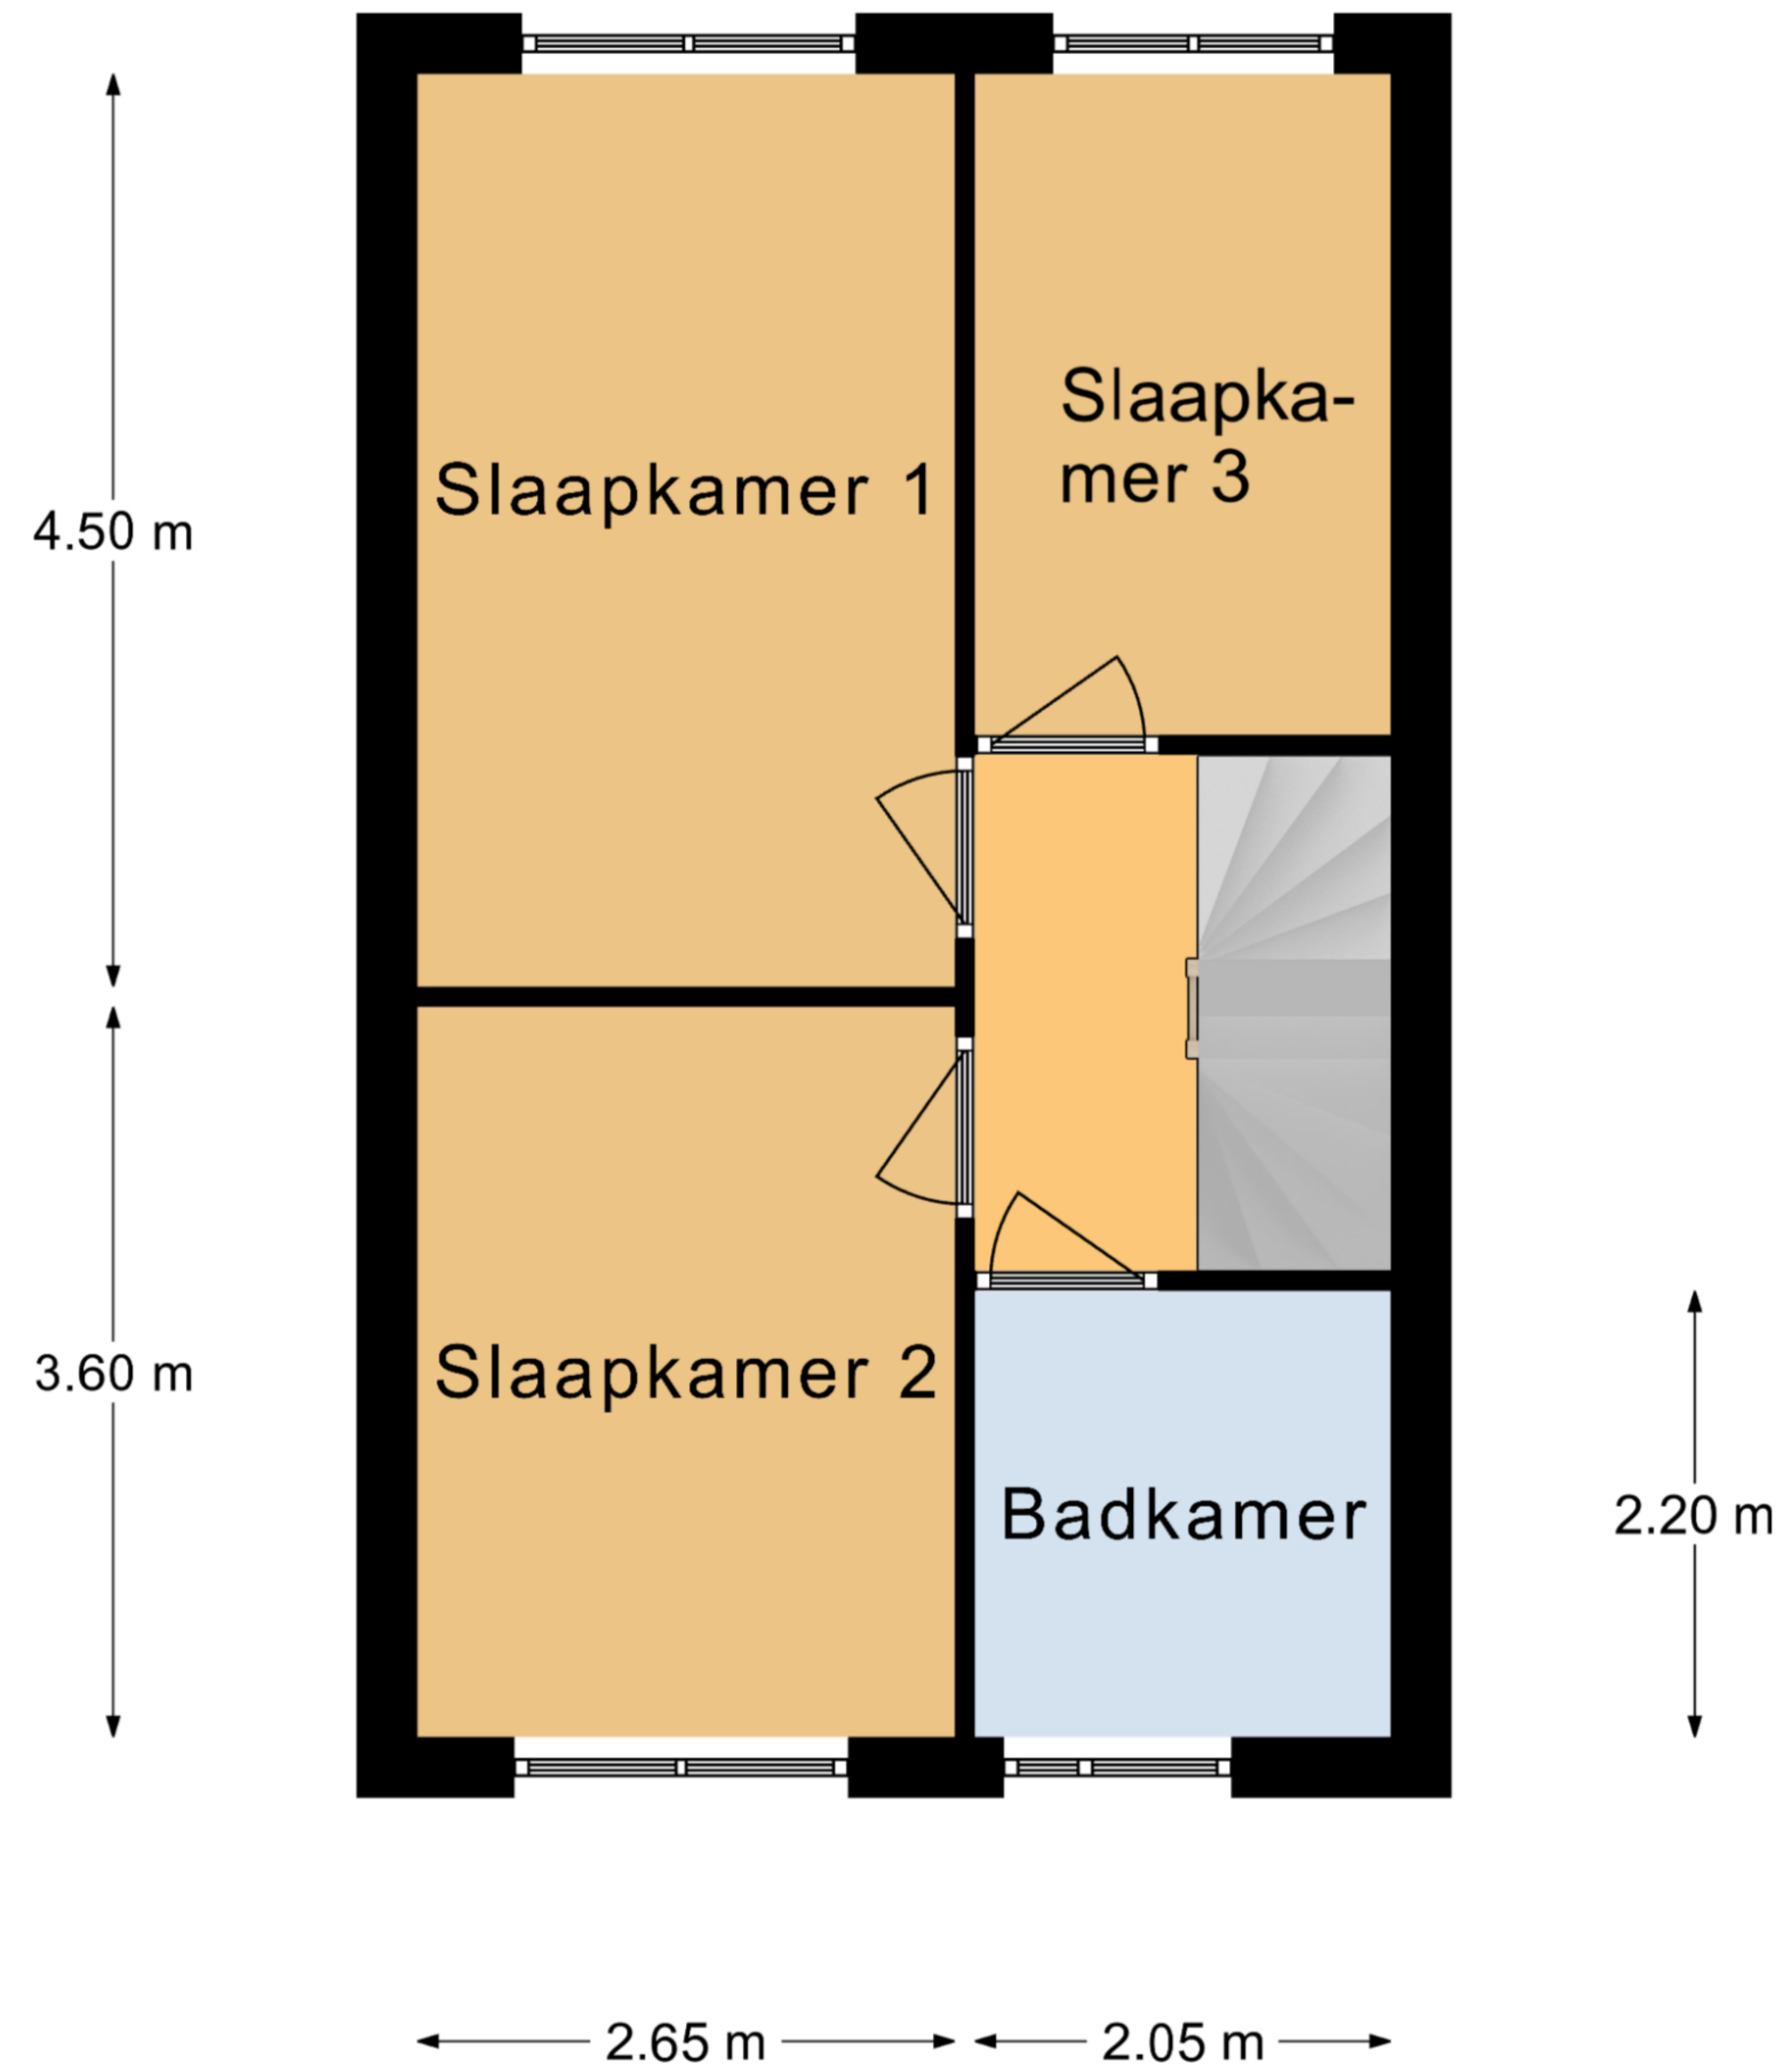 Slaapka-
mer 3
Slaapkamer 1
4.50 m
Slaapkamer 2
3.60 m
Badkamer
2.20 m
2.65 m
2.05 m